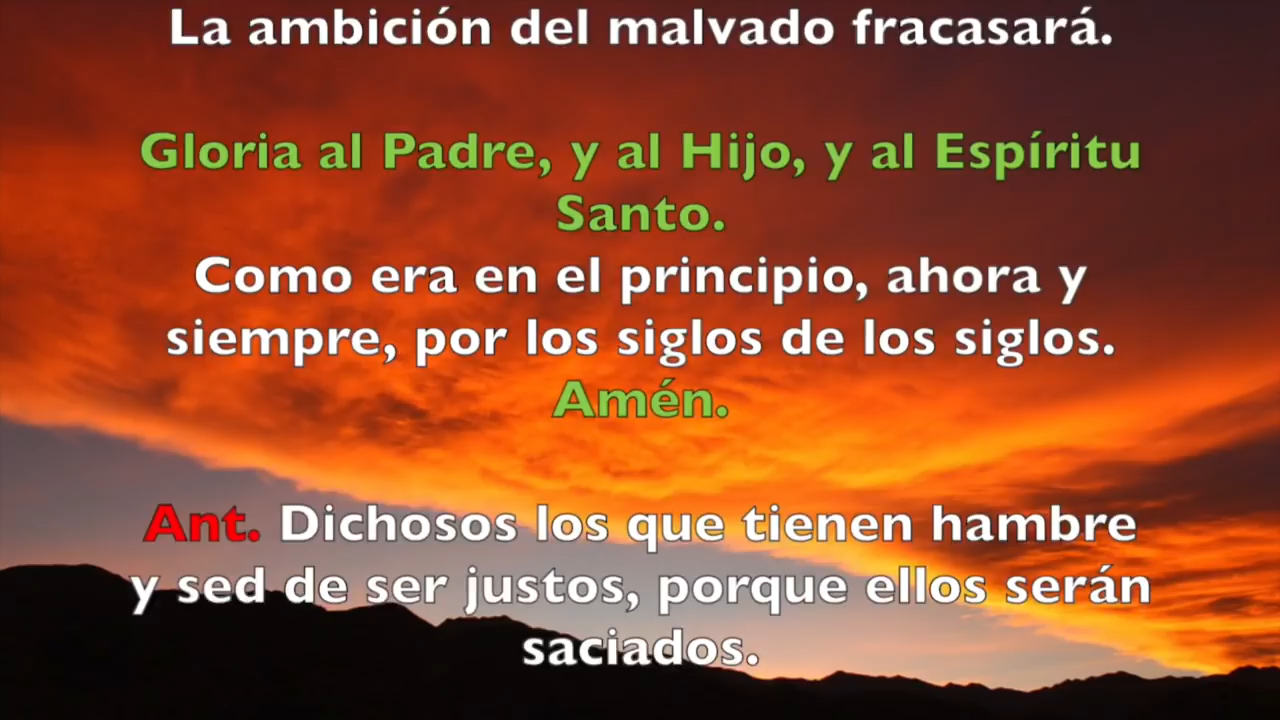 La ambición del malvado fracasará.
Gloria al Padre, y al Hijo, y al Espíritu
Santo.
Como era en el principio, ahora y
siempre, por los siglos de los siglos.
Amén.
Ant. Dichosos los que tienen hambre
y sed de ser justos, porque ellos serán
saciados.